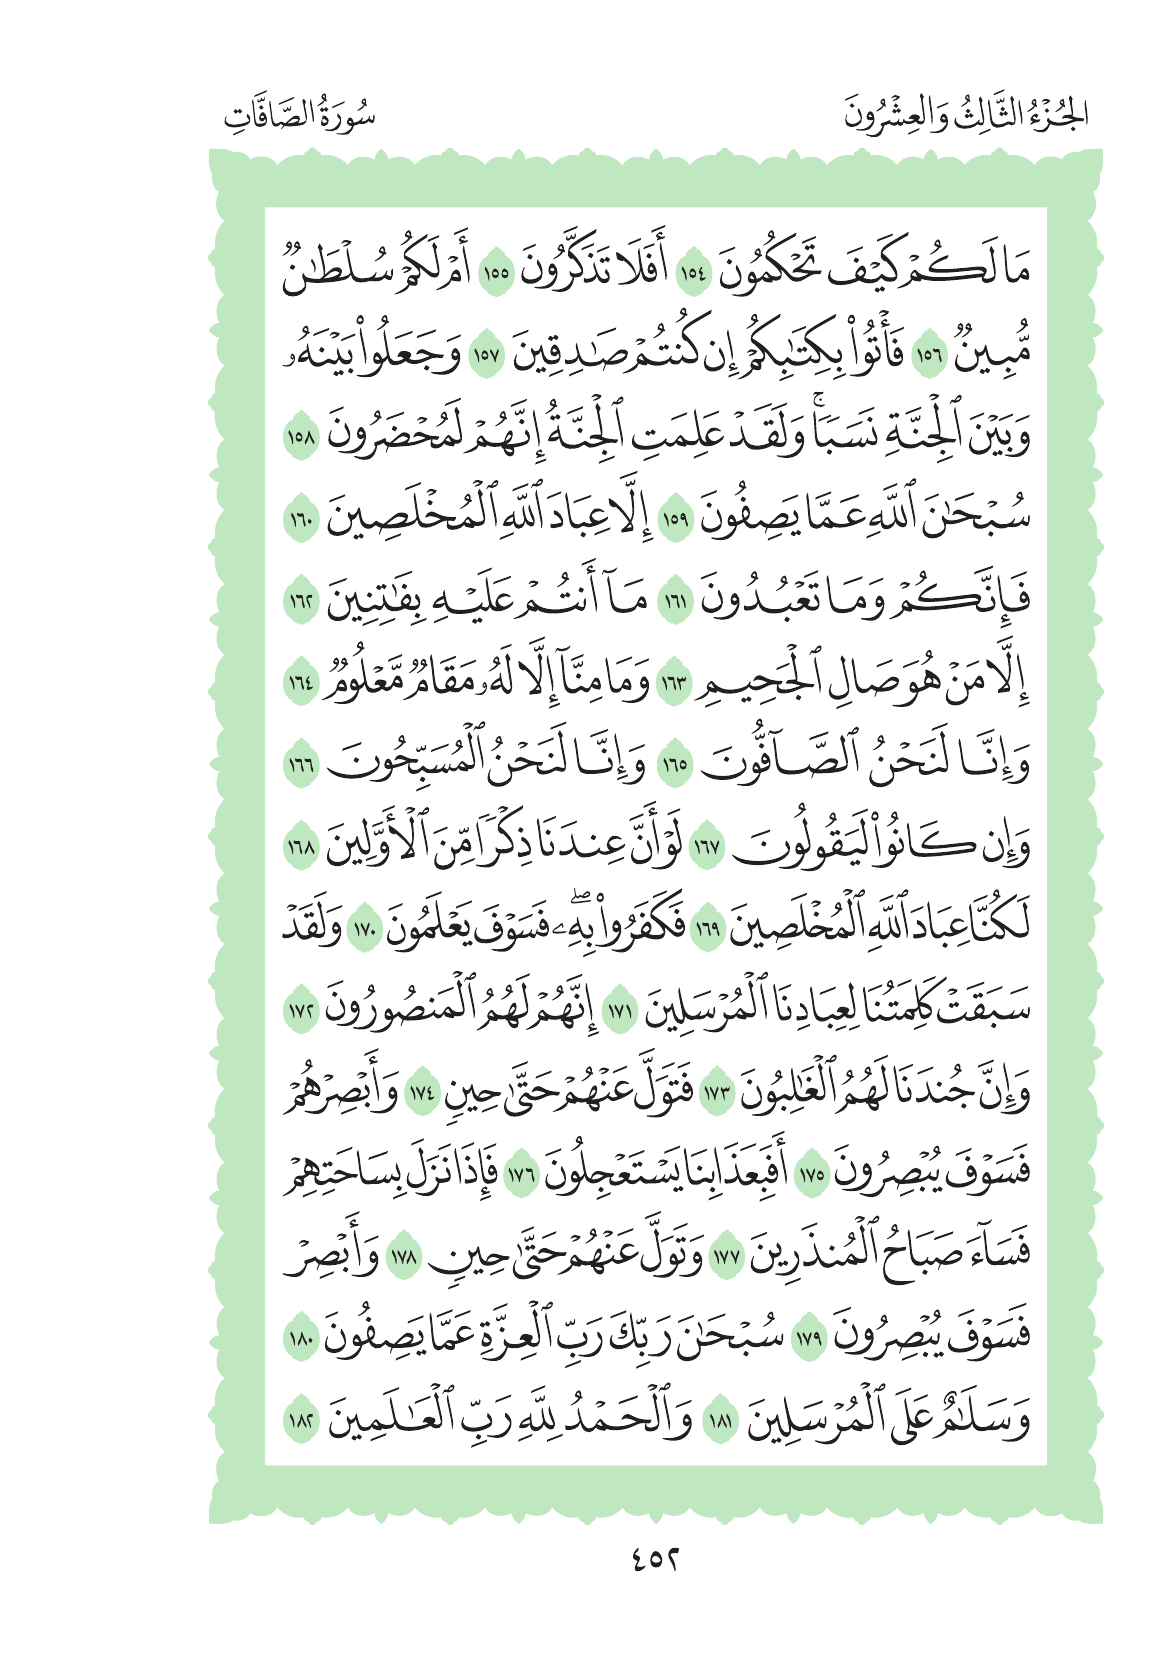 الجُزْءُ الثَّالِثُ وَالعِشْرُونَ
سُورَةُ الصَّافَّاتِ
مَا لَكُمْ كَيْفَ تَحْكُمُونَ ١٥٤ أَفَلَا تَذَكَّرُونَ ١٥٥ أَمْ لَكُمْ سُلْطَٰنٌ
مُّبِينٌ ١٥٦ فَأْتُوا۟ بِكِتَٰبِكُمْ إِن كُنتُمْ صَٰدِقِينَ ١٥٧ وَجَعَلُوا۟ بَيْنَهُۥ
وَبَيْنَ ٱلْجِنَّةِ نَسَبًا ۚ وَلَقَدْ عَلِمَتِ ٱلْجِنَّةُ إِنَّهُمْ لَمُحْضَرُونَ ١٥٨
سُبْحَٰنَ ٱللَّهِ عَمَّا يَصِفُونَ ١٥٩ إِلَّا عِبَادَ ٱللَّهِ ٱلْمُخْلَصِينَ ١٦٠
فَإِنَّكُمْ وَمَا تَعْبُدُونَ ١٦١ مَآ أَنتُمْ عَلَيْهِ بِفَٰتِنِينَ ١٦٢
إِلَّا مَنْ هُوَ صَالِ ٱلْجَحِيمِ ١٦٣ وَمَا مِنَّآ إِلَّا لَهُۥ مَقَامٌ مَّعْلُومٌ ١٦٤
وَإِنَّا لَنَحْنُ ٱلصَّآفُّونَ ١٦٥ وَإِنَّا لَنَحْنُ ٱلْمُسَبِّحُونَ ١٦٦
وَإِن كَانُوا۟ لَيَقُولُونَ ١٦٧ لَوْ أَنَّ عِندَنَا ذِكْرًا مِّنَ ٱلْأَوَّلِينَ ١٦٨
لَكُنَّا عِبَادَ ٱللَّهِ ٱلْمُخْلَصِينَ ١٦٩ فَكَفَرُوا۟ بِهِۦ ۖ فَسَوْفَ يَعْلَمُونَ ١٧٠ وَلَقَدْ
سَبَقَتْ كَلِمَتُنَا لِعِبَادِنَا ٱلْمُرْسَلِينَ ١٧١ إِنَّهُمْ لَهُمُ ٱلْمَنصُورُونَ ١٧٢
وَإِنَّ جُندَنَا لَهُمُ ٱلْغَٰلِبُونَ ١٧٣ فَتَوَلَّ عَنْهُمْ حَتَّىٰ حِينٍ ١٧٤ وَأَبْصِرْهُمْ
فَسَوْفَ يُبْصِرُونَ ١٧٥ أَفَبِعَذَابِنَا يَسْتَعْجِلُونَ ١٧٦ فَإِذَا نَزَلَ بِسَاحَتِهِمْ
فَسَآءَ صَبَاحُ ٱلْمُنذَرِينَ ١٧٧ وَتَوَلَّ عَنْهُمْ حَتَّىٰ حِينٍ ١٧٨ وَأَبْصِرْ
فَسَوْفَ يُبْصِرُونَ ١٧٩ سُبْحَٰنَ رَبِّكَ رَبِّ ٱلْعِزَّةِ عَمَّا يَصِفُونَ ١٨٠
وَسَلَٰمٌ عَلَى ٱلْمُرْسَلِينَ ١٨١ وَٱلْحَمْدُ لِلَّهِ رَبِّ ٱلْعَٰلَمِينَ ١٨٢
٤٥٢